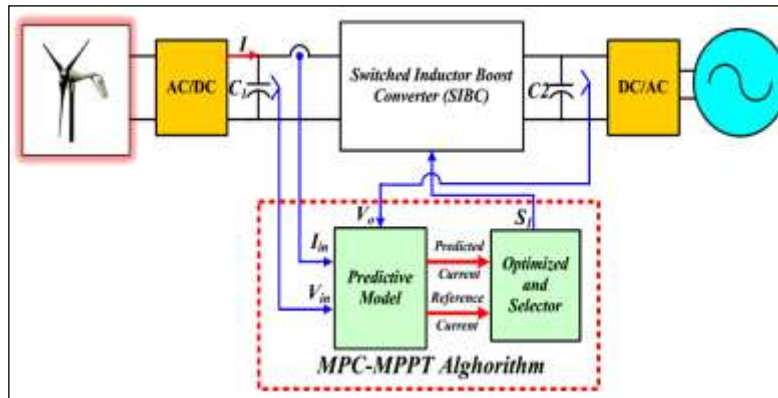 I
AC/DC
C1
Switched Inductor Boost
Converter (SIBC)
C2
DC/AC
Vo
S1
Iin
Vin
Predictive
Model
Predicted
Current
Reference
Current
Optimized
and
Selector
MPC-MPPT Alghorithm